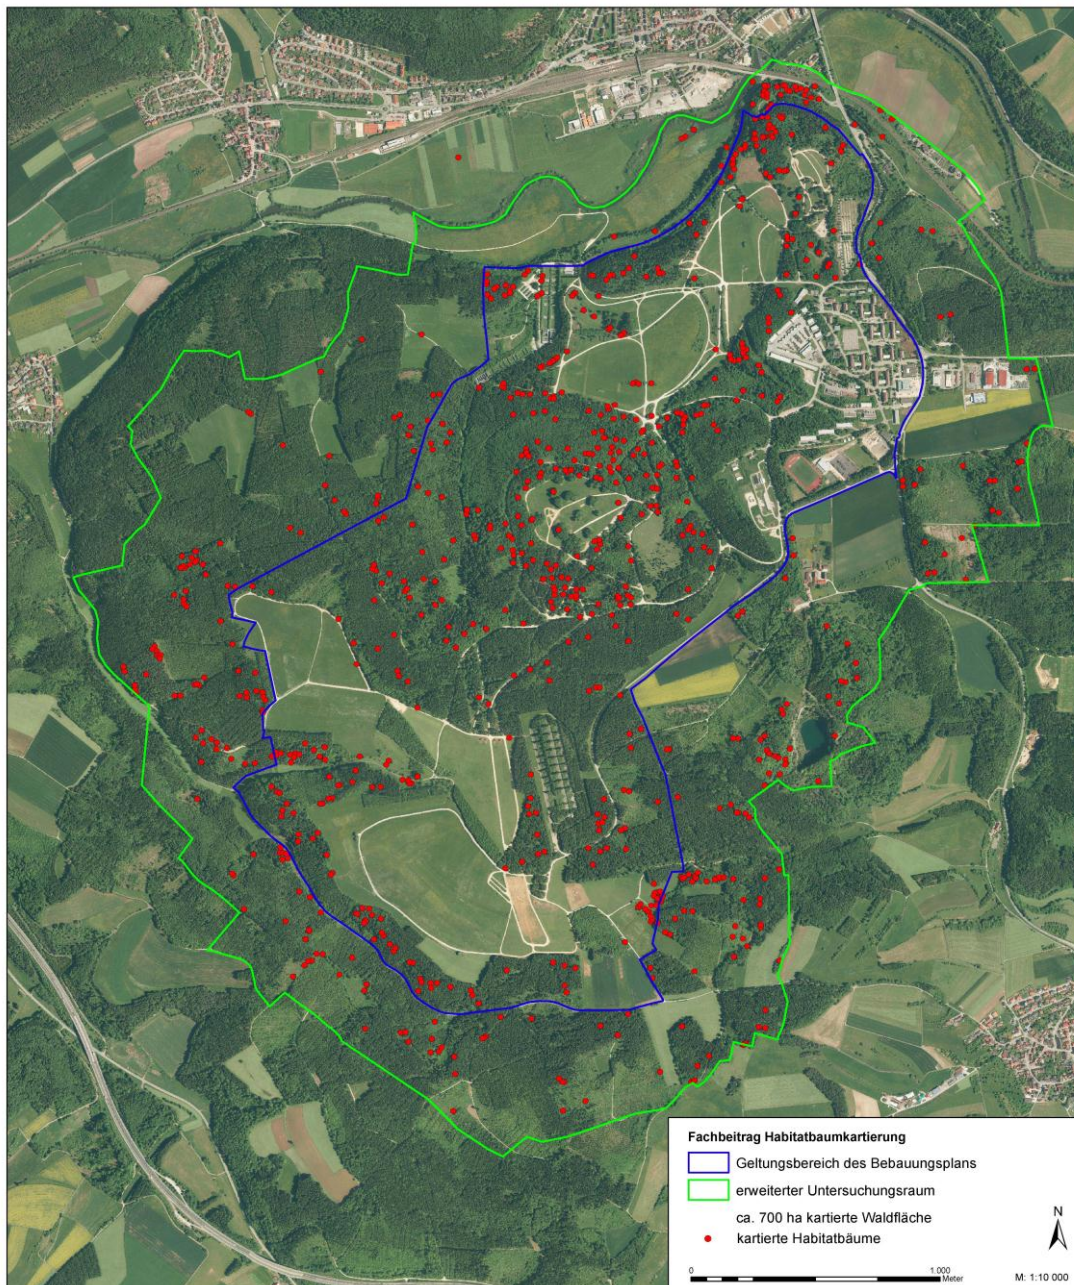 Fachbeitrag Habitatbaumkartierung
Geltungsbereich des Bebauungsplans
erweiterter Untersuchungsraum
ca. 700 ha kartierte Waldfläche
kartierte Habitatbäume
N
0 1.000
Meter
M: 1:10 000